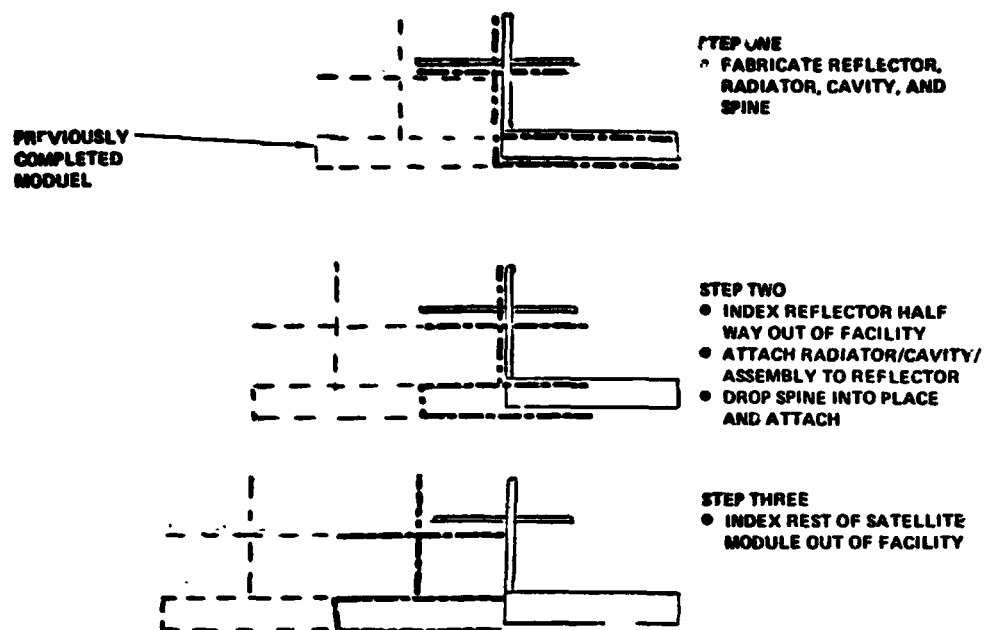 STEP ONE
FABRICATE REFLECTOR,
RADIATOR, CAVITY, AND
SPINE
PREVIOUSLY
COMPLETED
MODUEL
STEP TWO
● INDEX REFLECTOR HALF
WAY OUT OF FACILITY
● ATTACH RADIATOR/CAVITY/
ASSEMBLY TO REFLECTOR
● DROP SPINE INTO PLACE
AND ATTACH
STEP THREE
● INDEX REST OF SATELLITE
MODULE OUT OF FACILITY